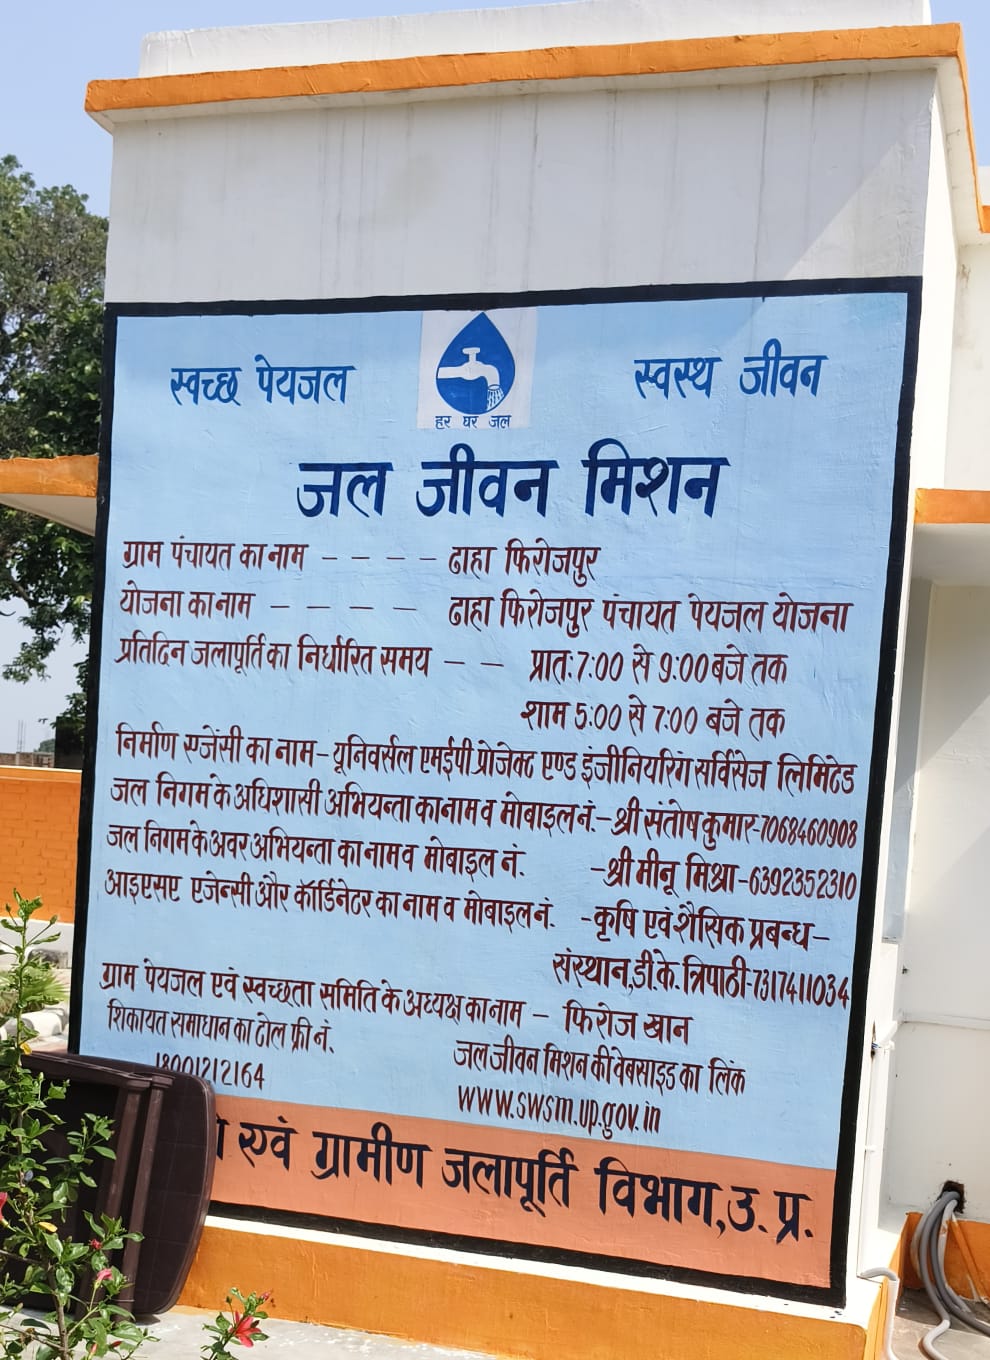 स्वच्छ पेयजल
हर घर जल
स्वस्थ जीवन
जल जीवन मिशन
ग्राम पंचायत का नाम - - - - ढाहा फिरोजपुर
योजना का नाम - - - - ढाहा फिरोजपुर पंचायत पेयजल योजना
प्रतिदिन जलापूर्ति का निर्धारित समय - - प्रात: 7:00 से 9:00 बजे तक
शाम 5:00 से 7:00 बजे तक
निर्माण एजेंसी का नाम - यूनिवर्सल एमईपी प्रोजेक्ट एण्ड इंजीनियरिंग सर्विसेज लिमिटेड
जल निगम के अधिशासी अभियन्ता का नाम व मोबाइल नं. - श्री संतोष कुमार-7068460908
जल निगम के अवर अभियन्ता का नाम व मोबाइल नं. - श्री मीनू मिश्रा-6392352310
आइएसए एजेन्सी और कॉर्डिनेटर का नाम व मोबाइल नं. - कृषि एवं शैसिक प्रबन्ध-
संस्थान, डी.के. त्रिपाठी-7317411034
ग्राम पेयजल एवं स्वच्छता समिति के अध्यक्ष का नाम - फिरोज खान
शिकायत समाधान का टोल फ्री नं.
18001212164
जल जीवन मिशन की वेबसाइड का लिंक
www.swsm.up.gov.in
एवं ग्रामीण जलापूर्ति विभाग, उ. प्र.